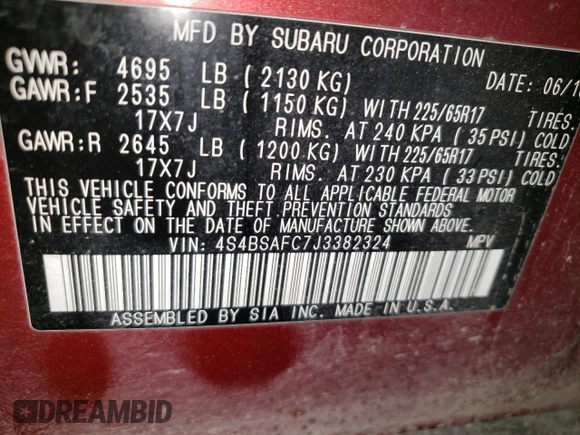 MFD BY SUBARU CORPORATION
GVWR: 4695 LB (2130 KG) DATE: 06/1
GAWR:F 2535 LB (1150 KG) WITH 225/65R17 TIRES.
17X7J RIMS. AT 240 KPA (35 PSI) COLD
GAWR:R 2645 LB (1200 KG) WITH 225/65R17 TIRES.
17X7J RIMS. AT 230 KPA (33 PSI) COLD
THIS VEHICLE CONFORMS TO ALL APPLICABLE FEDERAL MOTOR
VEHICLE SAFETY AND THEFT PREVENTION STANDARDS
IN EFFECT ON THE DATE OF MANUFACTURE SHOWN ABOVE.
VIN: 4S4BSAFC7J3382324 MPV
ASSEMBLED BY SIA INC. MADE IN U.S.A.
DREAMBID